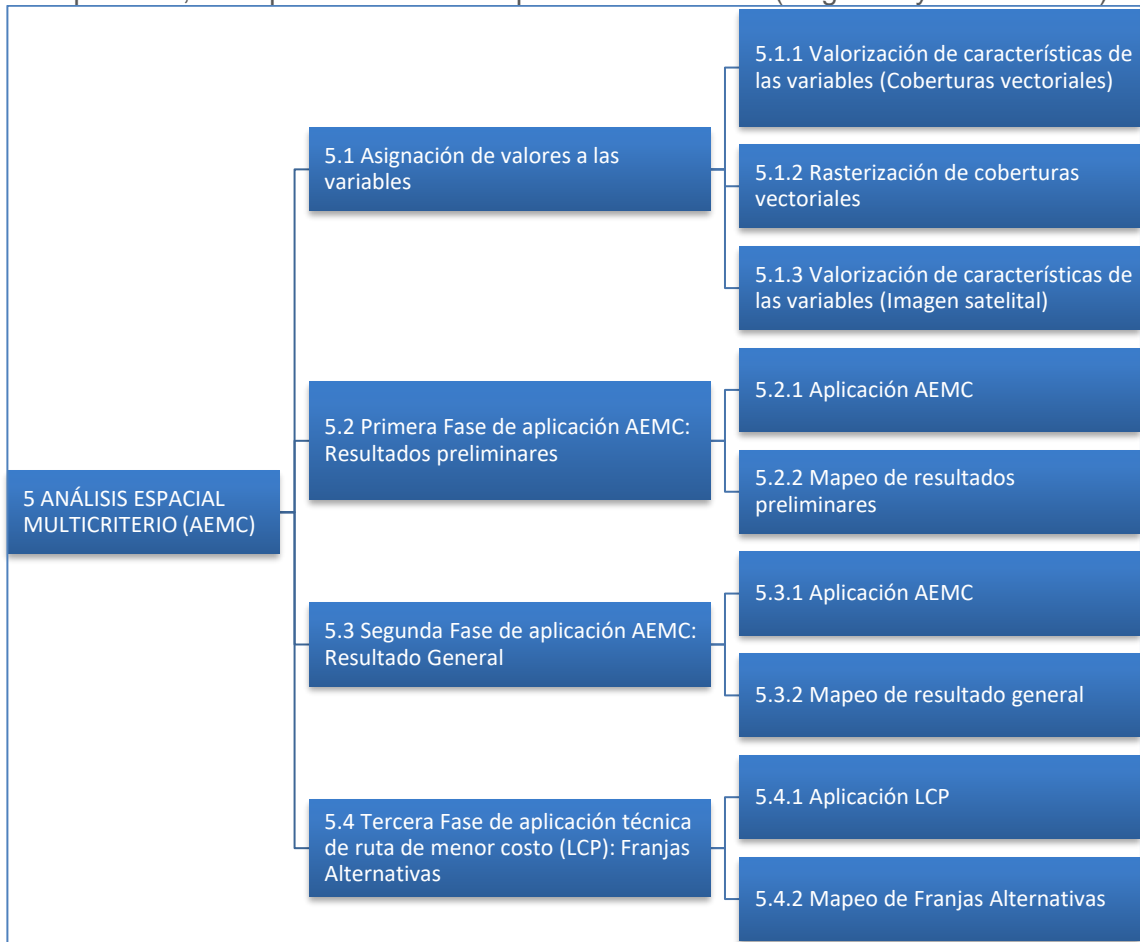 5 ANÁLISIS ESPACIAL
MULTICRITERIO (AEMC)
5.1 Asignación de valores a las
variables
5.1.1 Valorización de características de
las variables (Coberturas vectoriales)
5.1.2 Rasterización de coberturas
vectoriales
5.1.3 Valorización de características de
las variables (Imagen satelital)
5.2 Primera Fase de aplicación AEMC:
Resultados preliminares
5.2.1 Aplicación AEMC
5.2.2 Mapeo de resultados
preliminares
5.3 Segunda Fase de aplicación AEMC:
Resultado General
5.3.1 Aplicación AEMC
5.3.2 Mapeo de resultado general
5.4 Tercera Fase de aplicación técnica
de ruta de menor costo (LCP): Franjas
Alternativas
5.4.1 Aplicación LCP
5.4.2 Mapeo de Franjas Alternativas